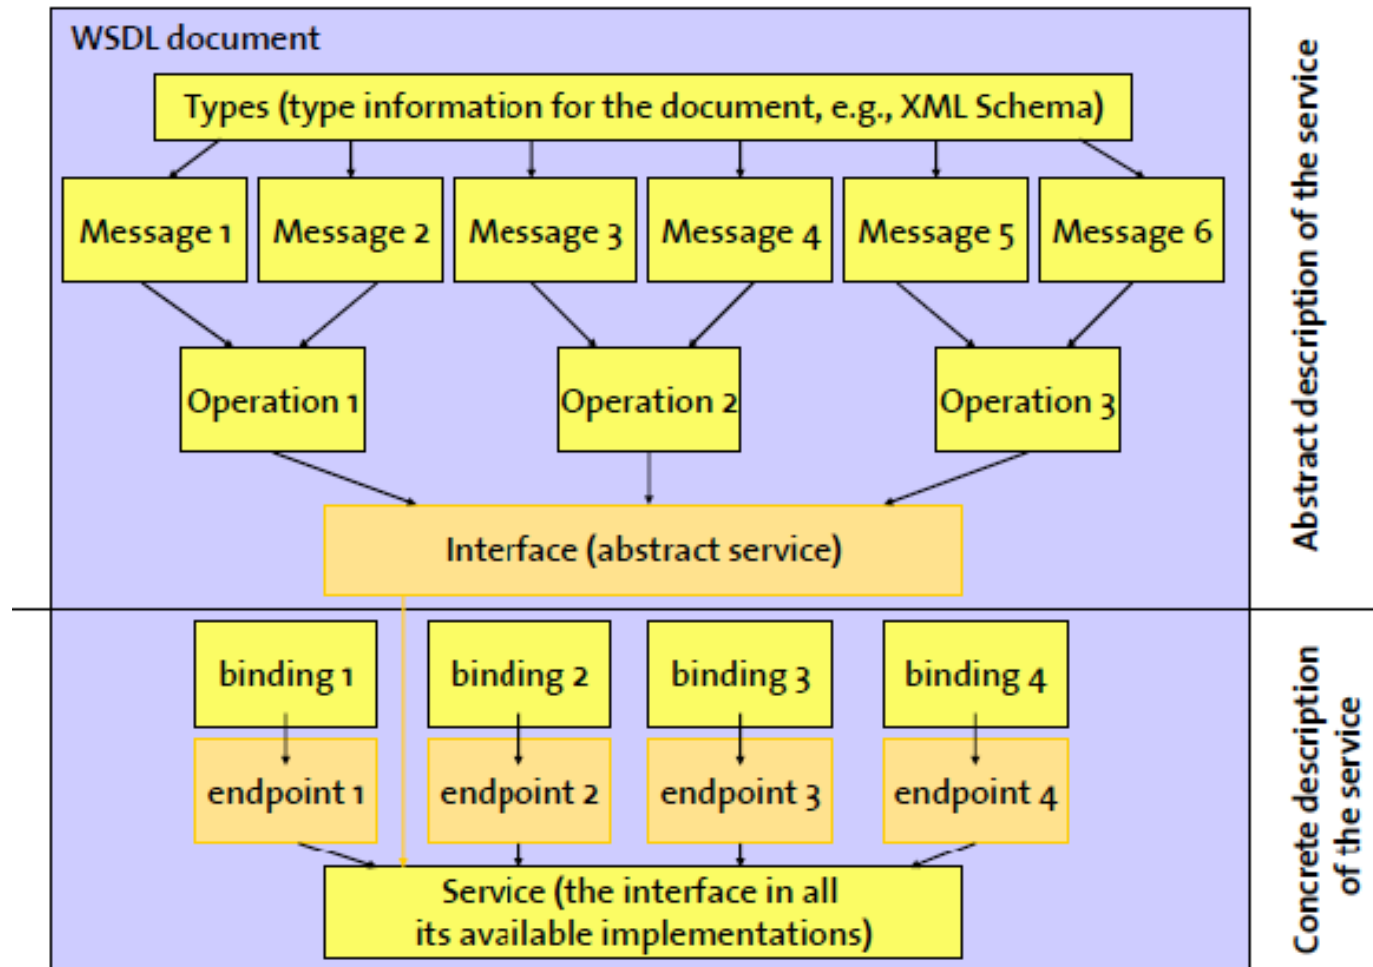 WSDL document
Types (type information for the document, e.g., XML Schema)
Message 1
Message 2
Message 3
Message 4
Message 5
Message 6
Operation 1
Operation 2
Operation 3
Interface (abstract service)
Abstract description of the service
binding 1
binding 2
binding 3
binding 4
endpoint 1
endpoint 2
endpoint 3
endpoint 4
Service (the interface in all
its available implementations)
Concrete description
of the service